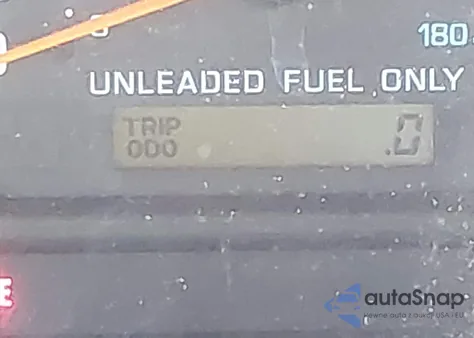 180
UNLEADED FUEL ONLY
TRIP
ODO .0
E
autaSnap